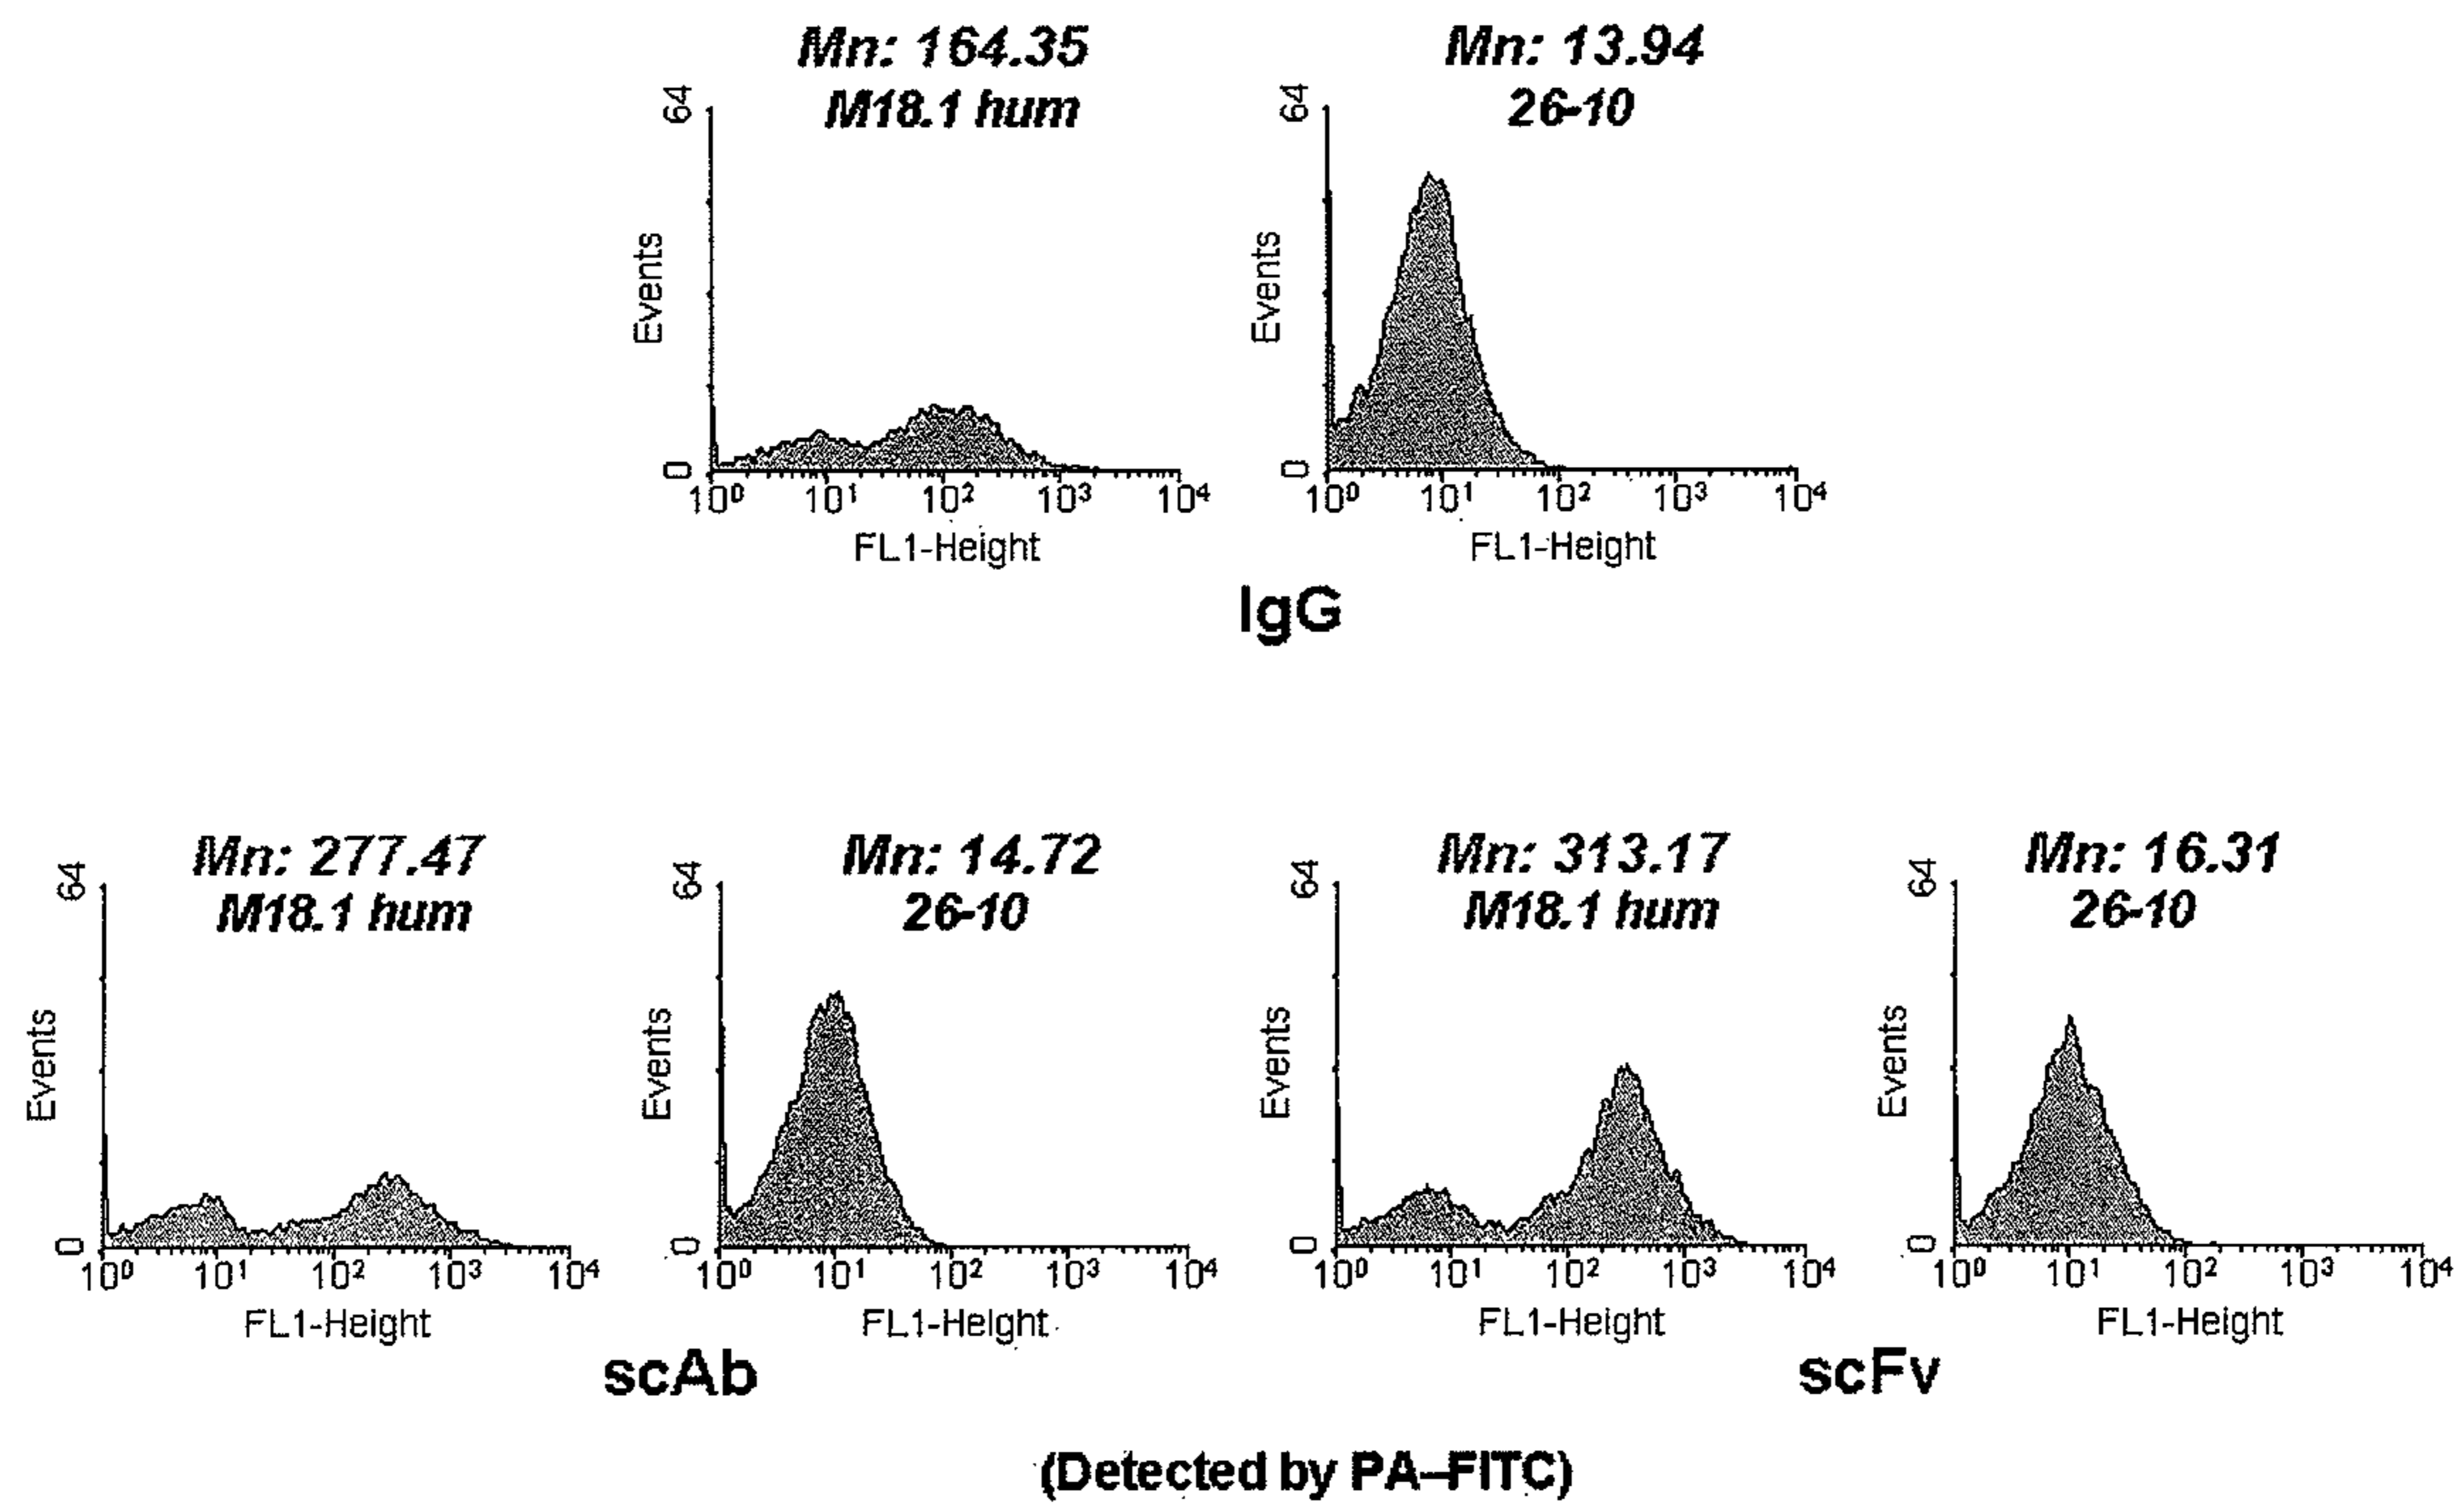 Mn: 164.35
M18.1 hum
64
Events
0
10⁰ 10¹ 10² 10³ 10⁴
FL1-Height
Mn: 13.94
26-10
64
Events
0
10⁰ 10¹ 10² 10³ 10⁴
FL1-Height
IgG
Mn: 277.47
M18.1 hum
64
Events
0
10⁰ 10¹ 10² 10³ 10⁴
FL1-Height
Mn: 14.72
26-10
64
Events
0
10⁰ 10¹ 10² 10³ 10⁴
FL1-Height
scAb
Mn: 313.17
M18.1 hum
64
Events
0
10⁰ 10¹ 10² 10³ 10⁴
FL1-Height
Mn: 16.31
26-10
64
Events
0
10⁰ 10¹ 10² 10³ 10⁴
FL1-Height
scFv
(Detected by PA–FITC)